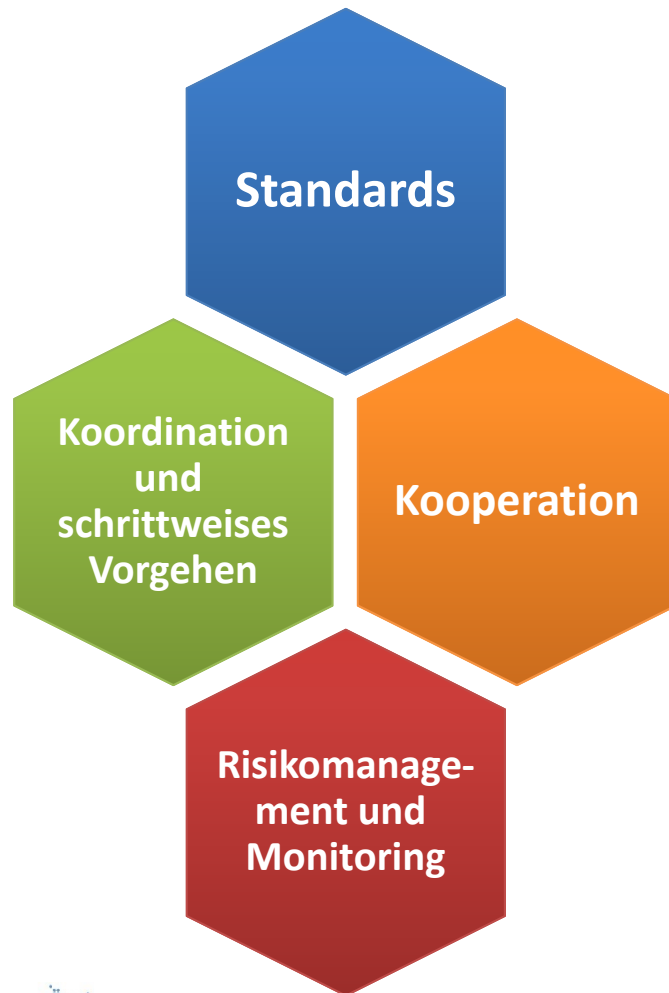 Standards
Koordination
und
schrittweises
Vorgehen
Kooperation
Risikomanage-
ment und
Monitoring